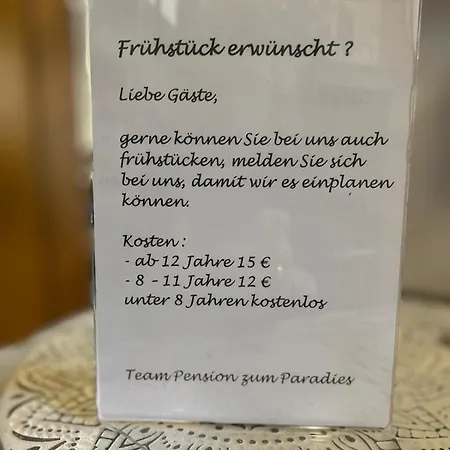 Frühstück erwünscht ?
Liebe Gäste,
gerne können Sie bei uns auch
frühstücken, melden Sie sich
bei uns, damit wir es einplanen
können.
Kosten :
- ab 12 Jahre 15 €
- 8 - 11 Jahre 12 €
unter 8 Jahren kostenlos
Team Pension zum Paradies